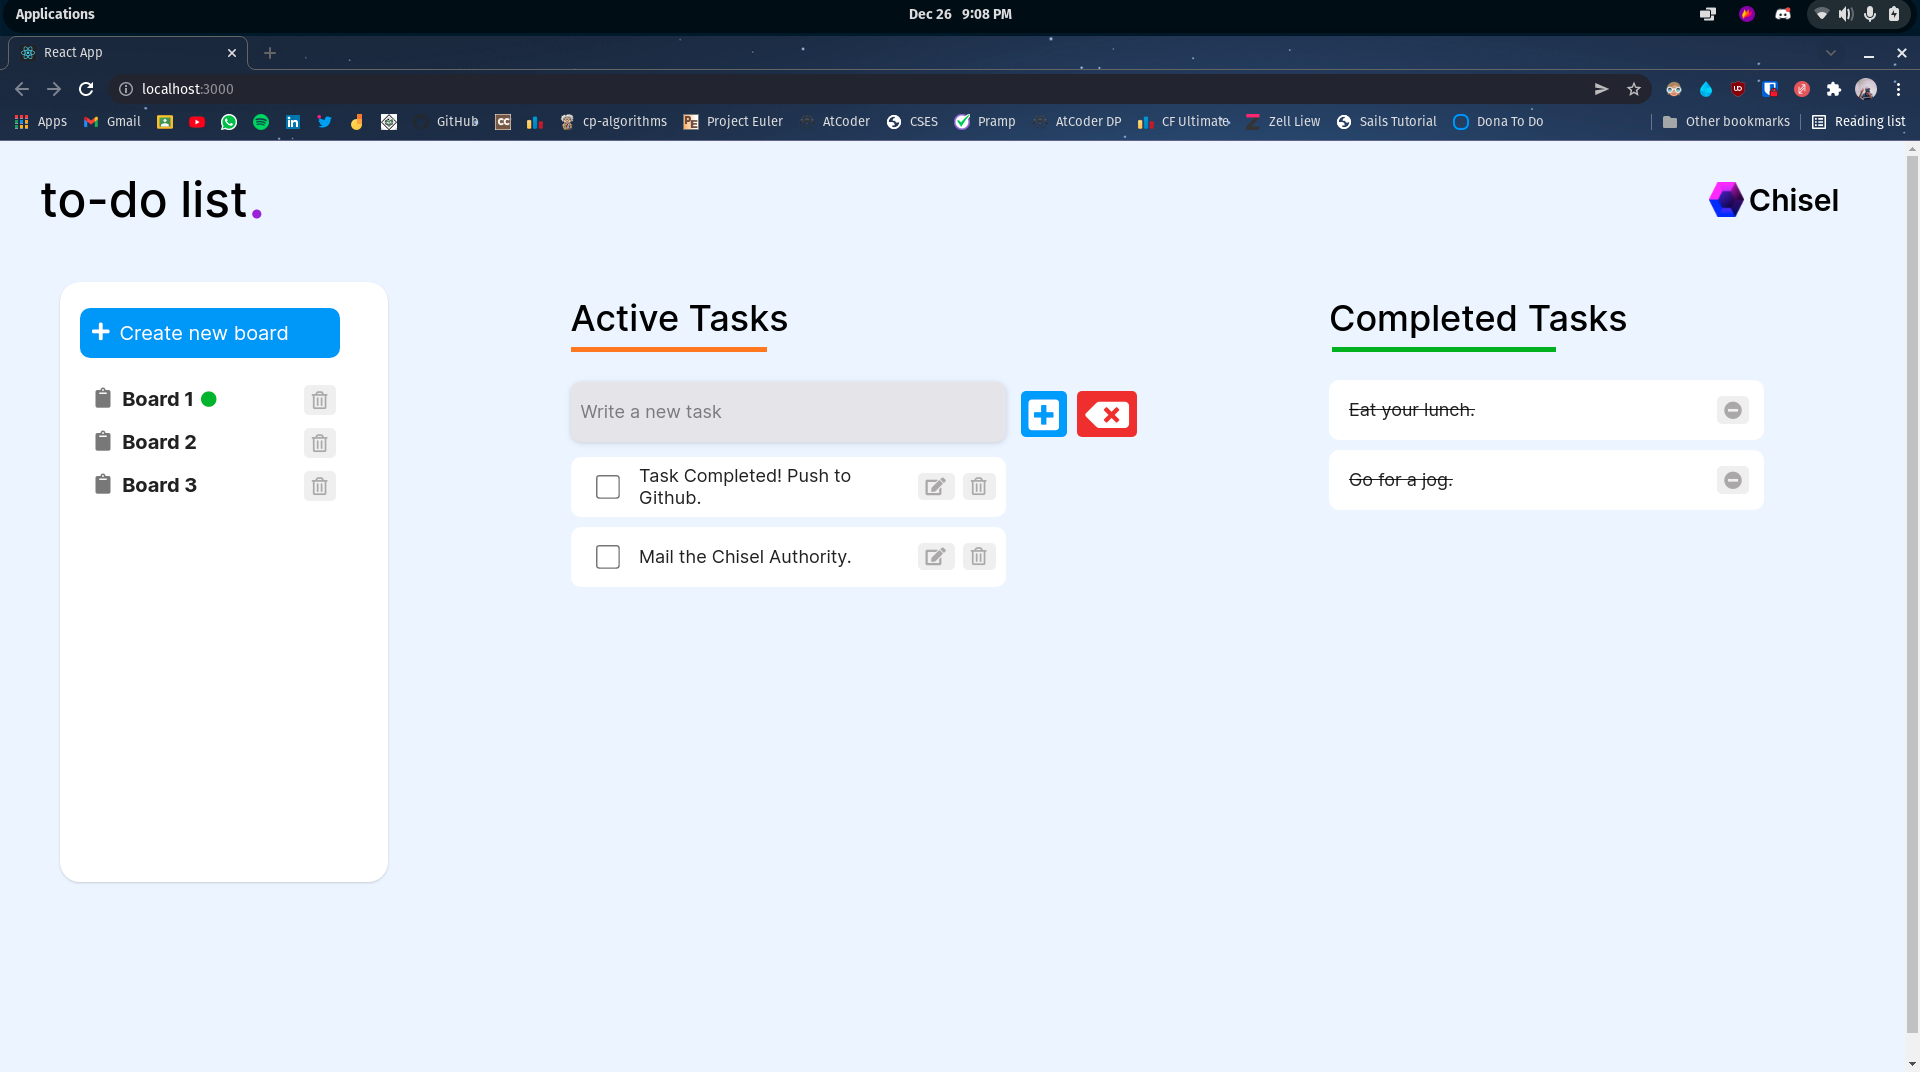 Applications
Dec 26 9:08 PM
React App
localhost:3000
Apps
Gmail
GitHub
CC
cp-algorithms
Project Euler
AtCoder
CSES
Pramp
AtCoder DP
CF Ultimate
Zell Liew
Sails Tutorial
Dona To Do
Other bookmarks
Reading list
to-do list.
Chisel
Create new board
Board 1
Board 2
Board 3
Active Tasks
Write a new task
Task Completed! Push to
Github.
Mail the Chisel Authority.
Completed Tasks
Eat your lunch.
Go for a jog.